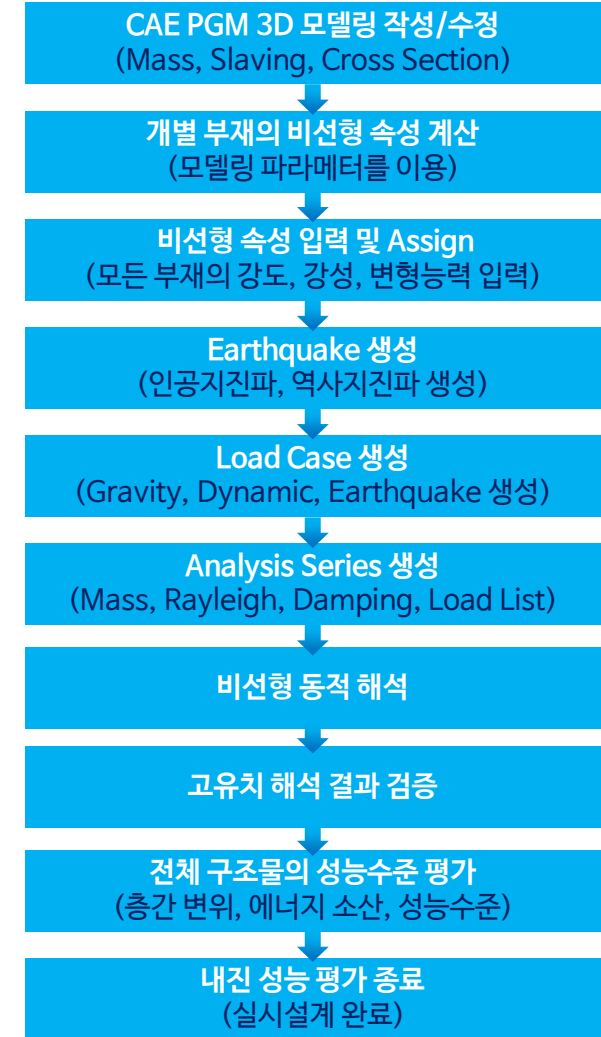 CAE PGM 3D 모델링 작성/수정
(Mass, Slaving, Cross Section)
개별 부재의 비선형 속성 계산
(모델링 파라메터를 이용)
비선형 속성 입력 및 Assign
(모든 부재의 강도, 강성, 변형능력 입력)
Earthquake 생성
(인공지진파, 역사지진파 생성)
Load Case 생성
(Gravity, Dynamic, Earthquake 생성)
Analysis Series 생성
(Mass, Rayleigh, Damping, Load List)
비선형 동적 해석
고유치 해석 결과 검증
전체 구조물의 성능수준 평가
(층간 변위, 에너지 소산, 성능수준)
내진 성능 평가 종료
(실시설계 완료)